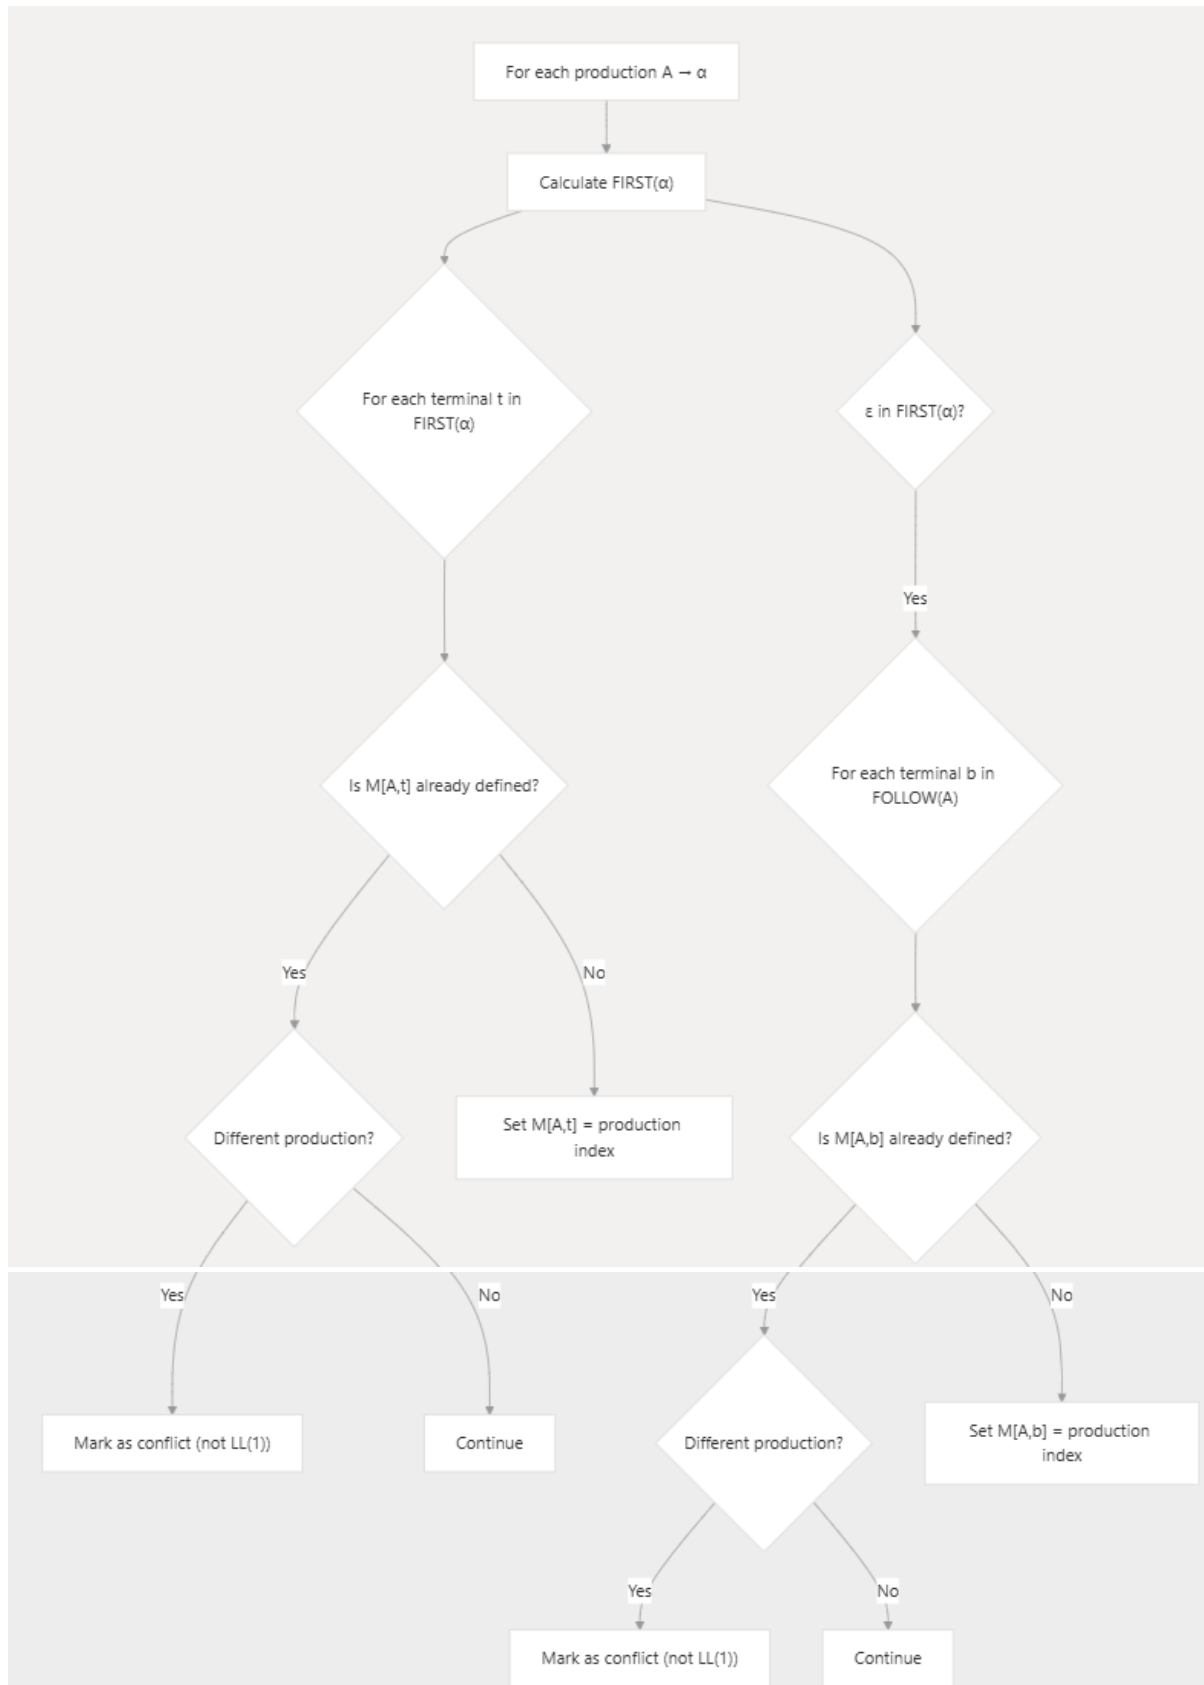 For each production A → α
Calculate FIRST(α)
For each terminal t in
FIRST(α)
ε in FIRST(α)?
Yes
Is M[A,t] already defined?
For each terminal b in
FOLLOW(A)
Yes
No
Different production?
Set M[A,t] = production
index
Is M[A,b] already defined?
Yes
No
Yes
No
Mark as conflict (not LL(1))
Continue
Different production?
Set M[A,b] = production
index
Yes
No
Mark as conflict (not LL(1))
Continue